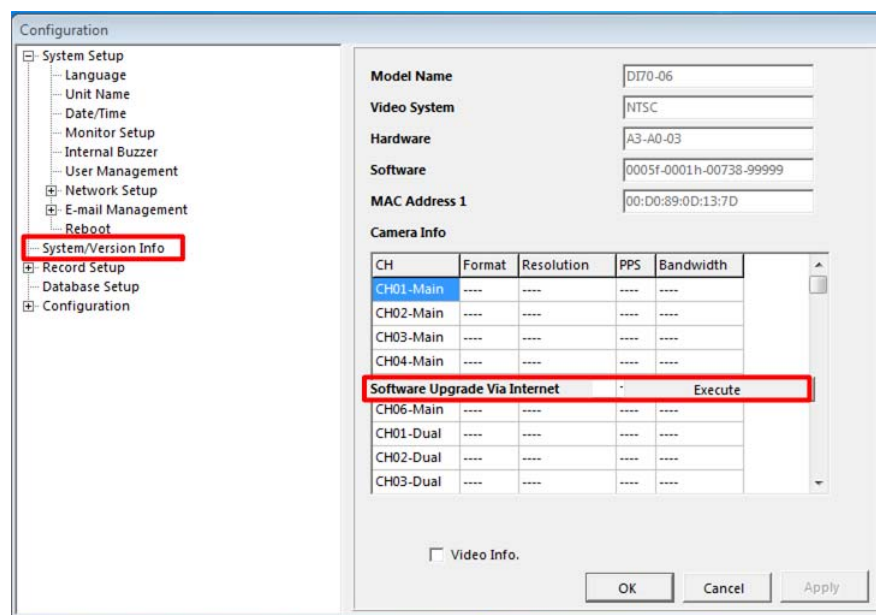 Configuration
System Setup
Language
Unit Name
Date/Time
Monitor Setup
Internal Buzzer
User Management
Network Setup
E-mail Management
Reboot
System/Version Info
Record Setup
Database Setup
Configuration
Model Name DI70-06
Video System NTSC
Hardware A3-A0-03
Software 0005f-0001h-00738-99999
MAC Address 1 00:D0:89:0D:13:7D
Camera Info
CH Format Resolution PPS Bandwidth
CH01-Main ---- ---- ---- ----
CH02-Main ---- ---- ---- ----
CH03-Main ---- ---- ---- ----
CH04-Main ---- ---- ---- ----
Software Upgrade Via Internet Execute
CH06-Main ---- ---- ---- ----
CH01-Dual ---- ---- ---- ----
CH02-Dual ---- ---- ---- ----
CH03-Dual ---- ---- ---- ----
Video Info.
OK Cancel Apply